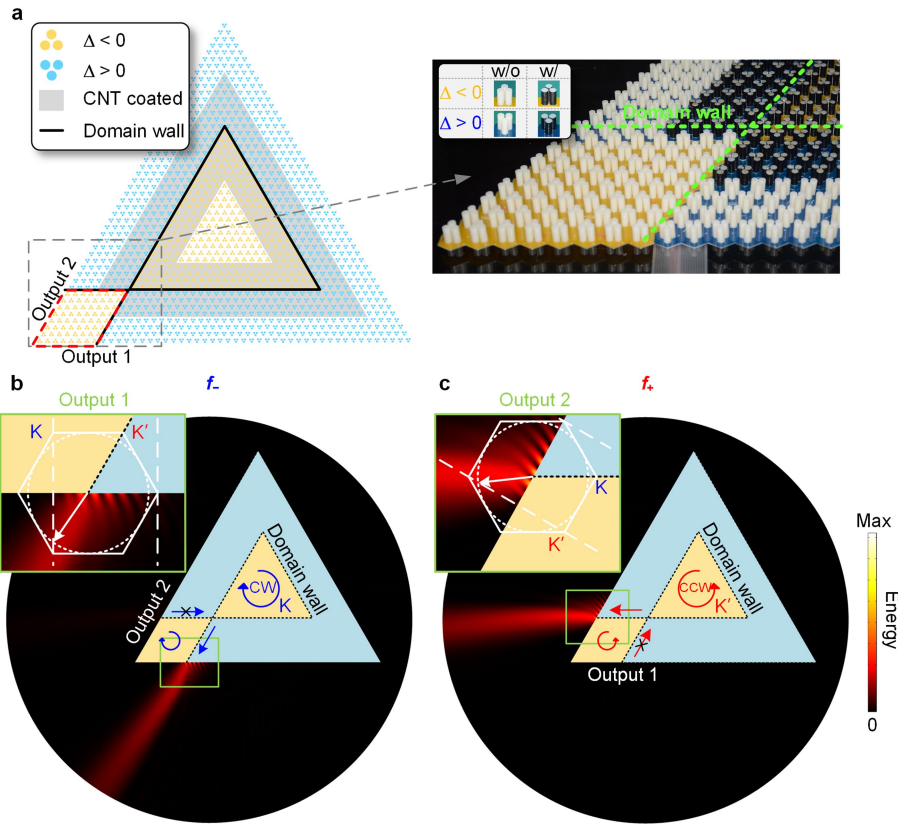 a
Δ < 0
Δ > 0
CNT coated
Domain wall
Output 2
Output 1
w/o w/
Δ < 0
Δ > 0
Domain wall
b
f₋
Output 1
K
K′
Domain wall
CW
K
Output 2
c
f₊
Output 2
K
K′
Domain wall
CCW
K′
Output 1
Max
Energy
0